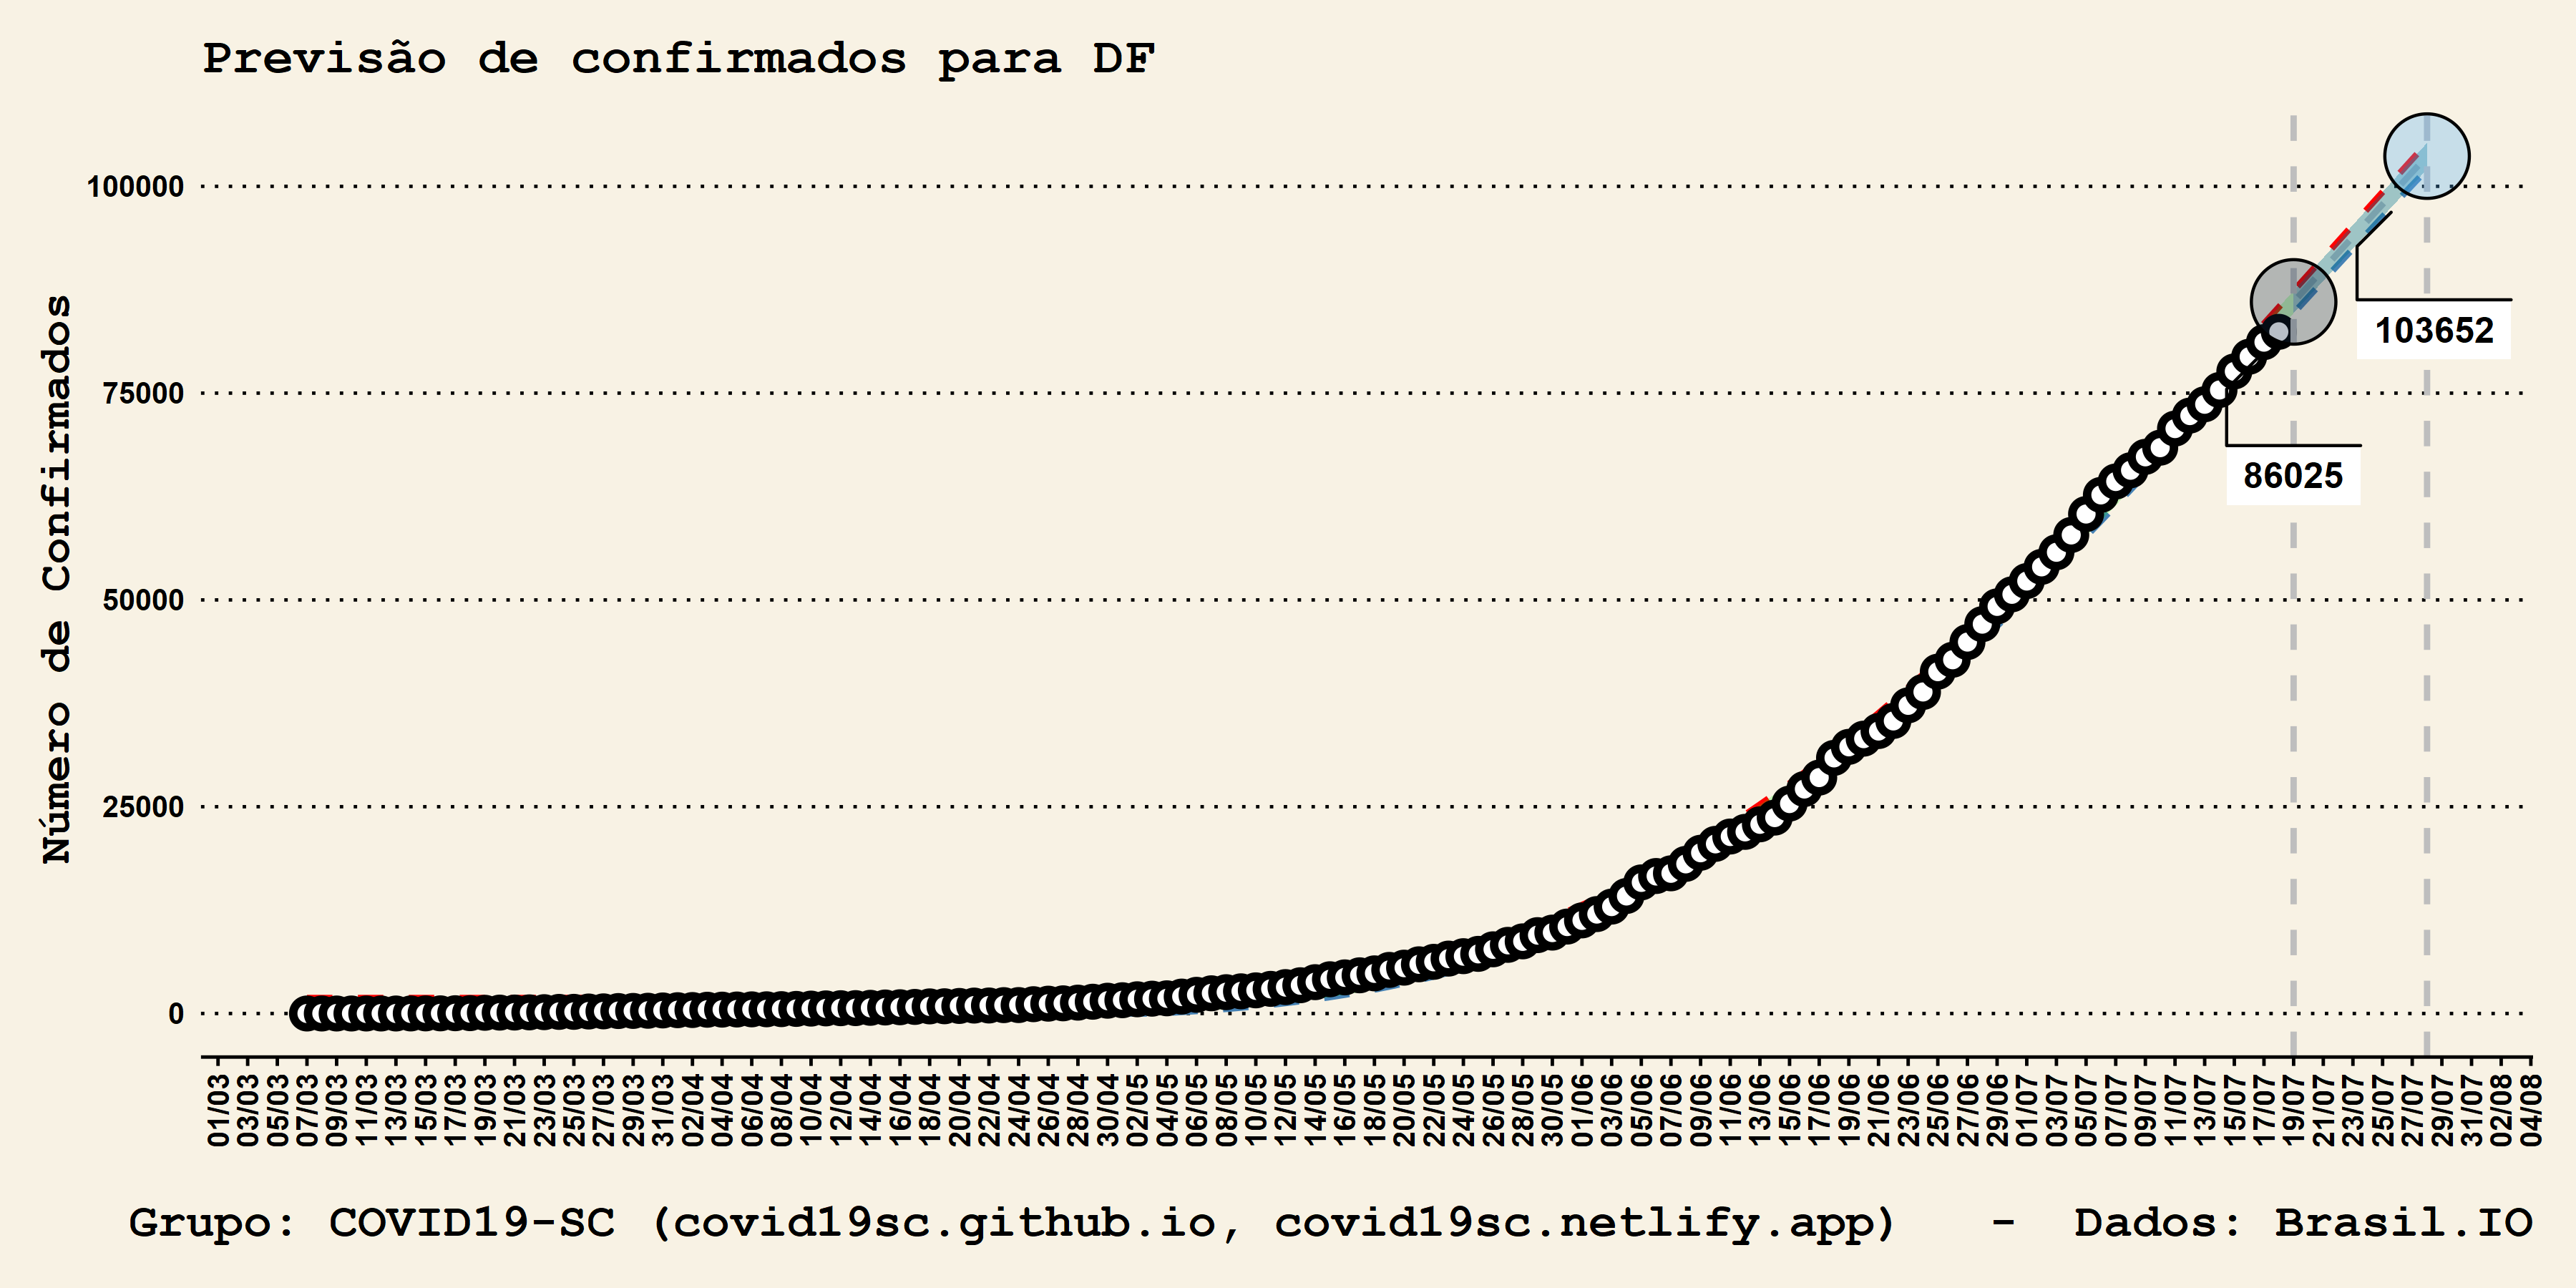 Previsão de confirmados para DF
Número de Confirmados
100000
75000
50000
25000
0
103652
86025
01/03 03/03 05/03 07/03 09/03 11/03 13/03 15/03 17/03 19/03 21/03 23/03 25/03 27/03 29/03 31/03 02/04 04/04 06/04 08/04 10/04 12/04 14/04 16/04 18/04 20/04 22/04 24/04 26/04 28/04 30/04 02/05 04/05 06/05 08/05 10/05 12/05 14/05 16/05 18/05 20/05 22/05 24/05 26/05 28/05 30/05 01/06 03/06 05/06 07/06 09/06 11/06 13/06 15/06 17/06 19/06 21/06 23/06 25/06 27/06 29/06 01/07 03/07 05/07 07/07 09/07 11/07 13/07 15/07 17/07 19/07 21/07 23/07 25/07 27/07 29/07 31/07 02/08 04/08
Grupo: COVID19-SC (covid19sc.github.io, covid19sc.netlify.app) - Dados: Brasil.IO